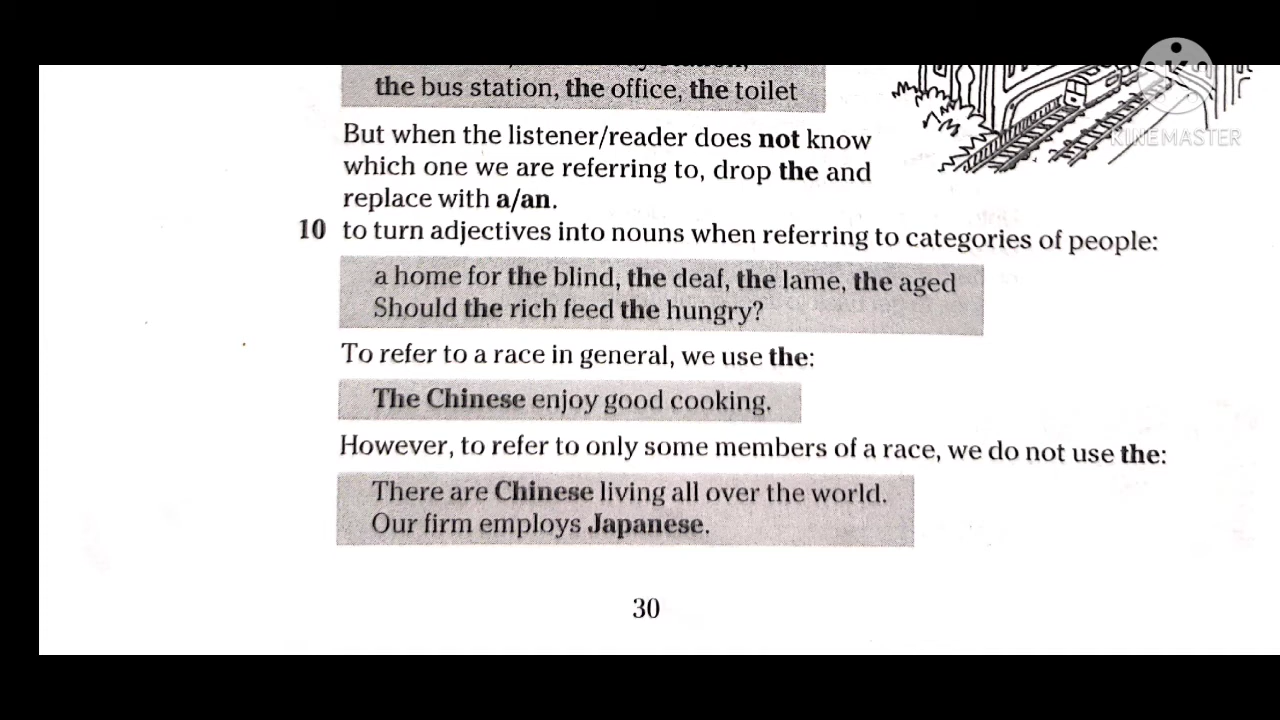 the bus station, the office, the toilet
But when the listener/reader does not know
which one we are referring to, drop the and
replace with a/an.
10 to turn adjectives into nouns when referring to categories of people:
a home for the blind, the deaf, the lame, the aged
Should the rich feed the hungry?
To refer to a race in general, we use the:
The Chinese enjoy good cooking.
However, to refer to only some members of a race, we do not use the:
There are Chinese living all over the world.
Our firm employs Japanese.
30
KINEMASTER